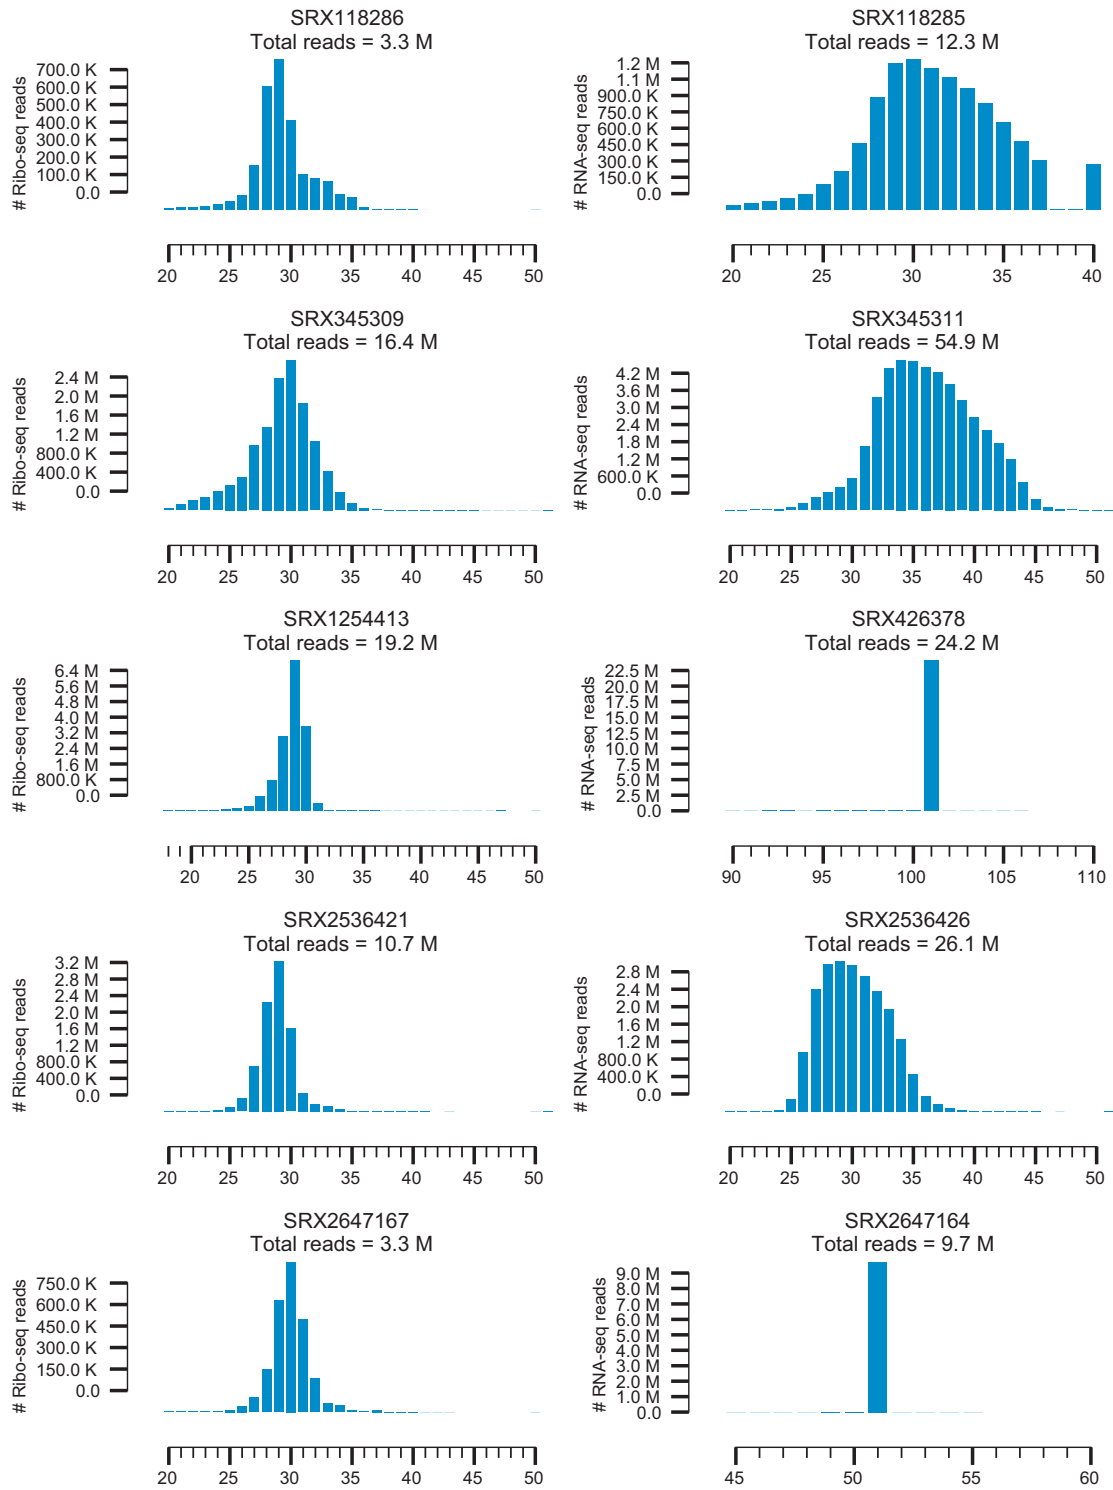 SRX118286
Total reads = 3.3 M
# Ribo-seq reads
700.0 K
600.0 K
500.0 K
400.0 K
300.0 K
200.0 K
100.0 K
0.0
20 25 30 35 40 45 50
SRX118285
Total reads = 12.3 M
# RNA-seq reads
1.2 M
1.1 M
900.0 K
750.0 K
600.0 K
450.0 K
300.0 K
150.0 K
0.0
20 25 30 35 40
SRX345309
Total reads = 16.4 M
# Ribo-seq reads
2.4 M
2.0 M
1.6 M
1.2 M
800.0 K
400.0 K
0.0
20 25 30 35 40 45 50
SRX345311
Total reads = 54.9 M
# RNA-seq reads
4.2 M
3.6 M
3.0 M
2.4 M
1.8 M
1.2 M
600.0 K
0.0
20 25 30 35 40 45 50
SRX1254413
Total reads = 19.2 M
# Ribo-seq reads
6.4 M
5.6 M
4.8 M
4.0 M
3.2 M
2.4 M
1.6 M
800.0 K
0.0
20 25 30 35 40 45 50
SRX426378
Total reads = 24.2 M
# RNA-seq reads
22.5 M
20.0 M
17.5 M
15.0 M
12.5 M
10.0 M
7.5 M
5.0 M
2.5 M
0.0
90 95 100 105 110
SRX2536421
Total reads = 10.7 M
# Ribo-seq reads
3.2 M
2.8 M
2.4 M
2.0 M
1.6 M
1.2 M
800.0 K
400.0 K
0.0
20 25 30 35 40 45 50
SRX2536426
Total reads = 26.1 M
# RNA-seq reads
2.8 M
2.4 M
2.0 M
1.6 M
1.2 M
800.0 K
400.0 K
0.0
20 25 30 35 40 45 50
SRX2647167
Total reads = 3.3 M
# Ribo-seq reads
750.0 K
600.0 K
450.0 K
300.0 K
150.0 K
0.0
20 25 30 35 40 45 50
SRX2647164
Total reads = 9.7 M
# RNA-seq reads
9.0 M
8.0 M
7.0 M
6.0 M
5.0 M
4.0 M
3.0 M
2.0 M
1.0 M
0.0
45 50 55 60